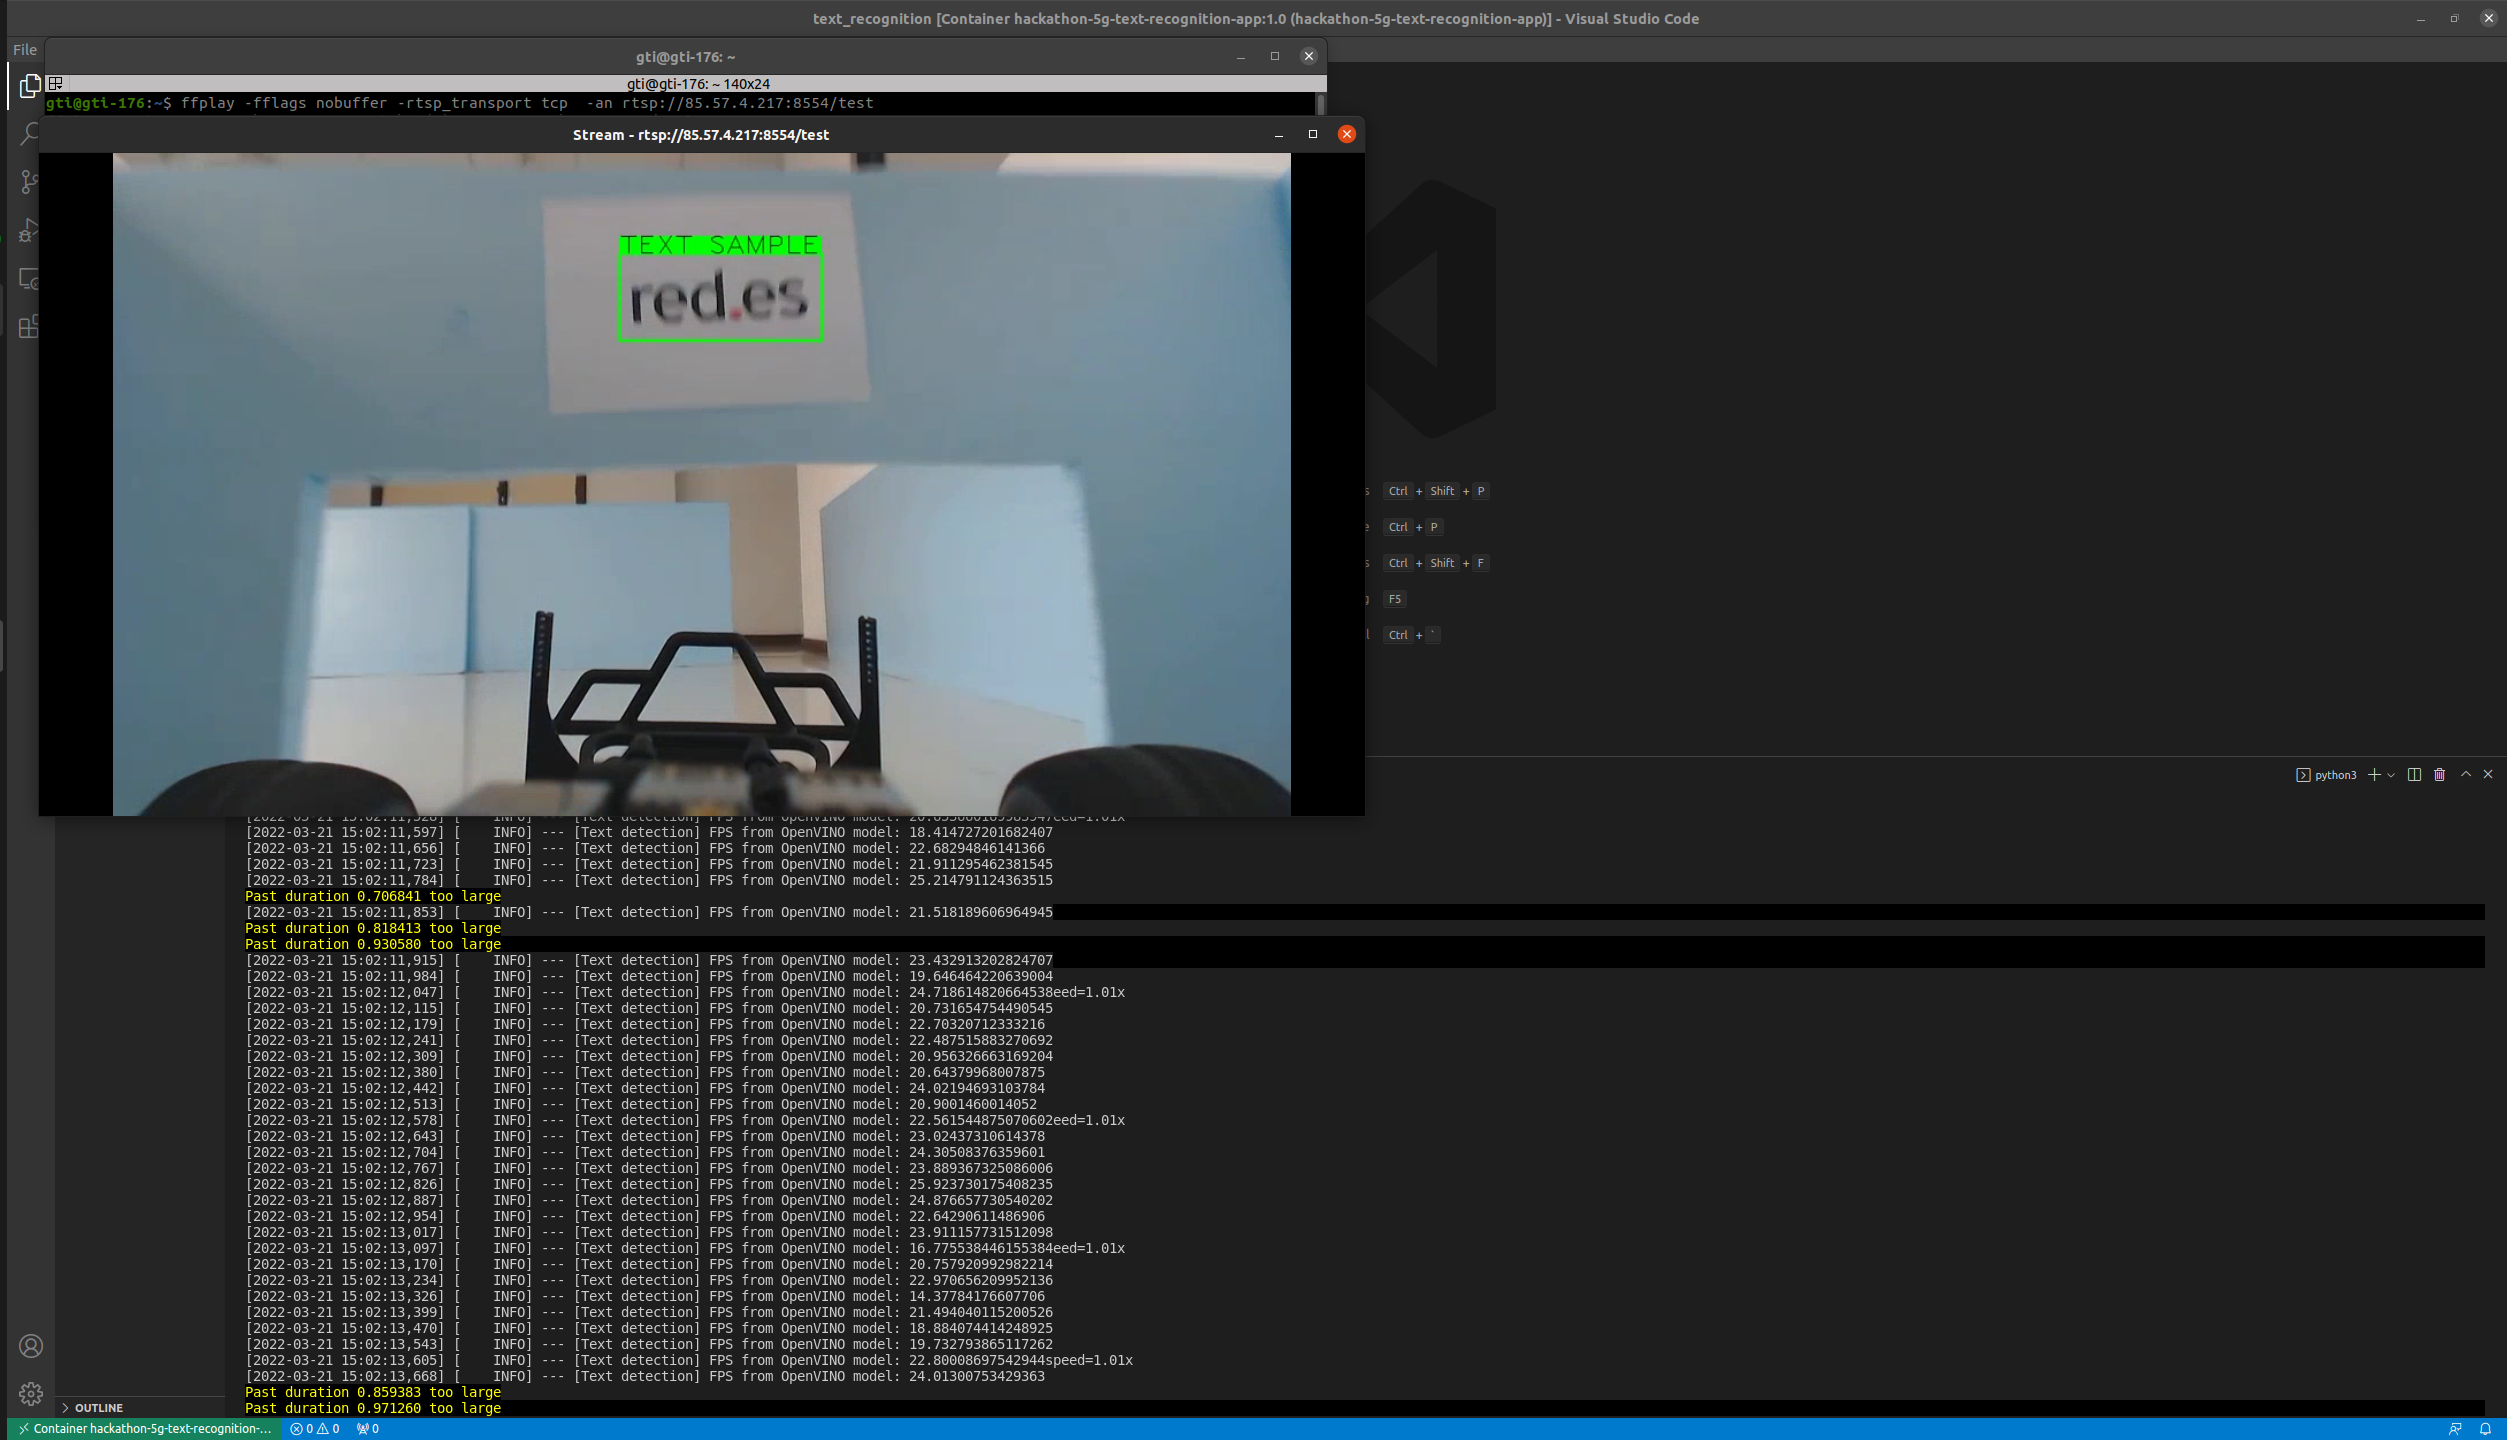 text_recognition [Container hackathon-5g-text-recognition-app:1.0 (hackathon-5g-text-recognition-app)] - Visual Studio Code
File
gti@gti-176: ~
gti@gti-176: ~ 140x24
gti@gti-176:~$ ffplay -fflags nobuffer -rtsp_transport tcp  -an rtsp://85.57.4.217:8554/test
Stream - rtsp://85.57.4.217:8554/test
TEXT SAMPLE
red.es
Ctrl + Shift + P
Ctrl + P
Ctrl + Shift + F
F5
Ctrl + `
python3
[2022-03-21 15:02:11,597] [    INFO] --- [Text detection] FPS from OpenVINO model: 18.414727201682407
[2022-03-21 15:02:11,656] [    INFO] --- [Text detection] FPS from OpenVINO model: 22.68294846141366
[2022-03-21 15:02:11,723] [    INFO] --- [Text detection] FPS from OpenVINO model: 21.911295462381545
[2022-03-21 15:02:11,784] [    INFO] --- [Text detection] FPS from OpenVINO model: 25.214791124363515
Past duration 0.706841 too large
[2022-03-21 15:02:11,853] [    INFO] --- [Text detection] FPS from OpenVINO model: 21.518189606964945
Past duration 0.818413 too large
Past duration 0.930580 too large
[2022-03-21 15:02:11,915] [    INFO] --- [Text detection] FPS from OpenVINO model: 23.432913202824707
[2022-03-21 15:02:11,984] [    INFO] --- [Text detection] FPS from OpenVINO model: 19.646464220639004
[2022-03-21 15:02:12,047] [    INFO] --- [Text detection] FPS from OpenVINO model: 24.718614820664538eed=1.01x
[2022-03-21 15:02:12,115] [    INFO] --- [Text detection] FPS from OpenVINO model: 20.731654754490545
[2022-03-21 15:02:12,179] [    INFO] --- [Text detection] FPS from OpenVINO model: 22.70320712333216
[2022-03-21 15:02:12,241] [    INFO] --- [Text detection] FPS from OpenVINO model: 22.487515883270692
[2022-03-21 15:02:12,309] [    INFO] --- [Text detection] FPS from OpenVINO model: 20.956326663169204
[2022-03-21 15:02:12,380] [    INFO] --- [Text detection] FPS from OpenVINO model: 20.64379968007875
[2022-03-21 15:02:12,442] [    INFO] --- [Text detection] FPS from OpenVINO model: 24.02194693103784
[2022-03-21 15:02:12,513] [    INFO] --- [Text detection] FPS from OpenVINO model: 20.9001460014052
[2022-03-21 15:02:12,578] [    INFO] --- [Text detection] FPS from OpenVINO model: 22.561544875070602eed=1.01x
[2022-03-21 15:02:12,643] [    INFO] --- [Text detection] FPS from OpenVINO model: 23.02437310614378
[2022-03-21 15:02:12,704] [    INFO] --- [Text detection] FPS from OpenVINO model: 24.30508376359601
[2022-03-21 15:02:12,767] [    INFO] --- [Text detection] FPS from OpenVINO model: 23.889367325086006
[2022-03-21 15:02:12,826] [    INFO] --- [Text detection] FPS from OpenVINO model: 25.923730175408235
[2022-03-21 15:02:12,887] [    INFO] --- [Text detection] FPS from OpenVINO model: 24.876657730540202
[2022-03-21 15:02:12,954] [    INFO] --- [Text detection] FPS from OpenVINO model: 22.64290611486906
[2022-03-21 15:02:13,017] [    INFO] --- [Text detection] FPS from OpenVINO model: 23.911157731512098
[2022-03-21 15:02:13,097] [    INFO] --- [Text detection] FPS from OpenVINO model: 16.775538446155384eed=1.01x
[2022-03-21 15:02:13,170] [    INFO] --- [Text detection] FPS from OpenVINO model: 20.757920992982214
[2022-03-21 15:02:13,234] [    INFO] --- [Text detection] FPS from OpenVINO model: 22.970656209952136
[2022-03-21 15:02:13,326] [    INFO] --- [Text detection] FPS from OpenVINO model: 14.37784176607706
[2022-03-21 15:02:13,399] [    INFO] --- [Text detection] FPS from OpenVINO model: 21.494040115200526
[2022-03-21 15:02:13,470] [    INFO] --- [Text detection] FPS from OpenVINO model: 18.884074414248925
[2022-03-21 15:02:13,543] [    INFO] --- [Text detection] FPS from OpenVINO model: 19.732793865117262
[2022-03-21 15:02:13,605] [    INFO] --- [Text detection] FPS from OpenVINO model: 22.80008697542944speed=1.01x
[2022-03-21 15:02:13,668] [    INFO] --- [Text detection] FPS from OpenVINO model: 24.01300753429363
Past duration 0.859383 too large
Past duration 0.971260 too large
OUTLINE
Container hackathon-5g-text-recognition-... 0 0 0